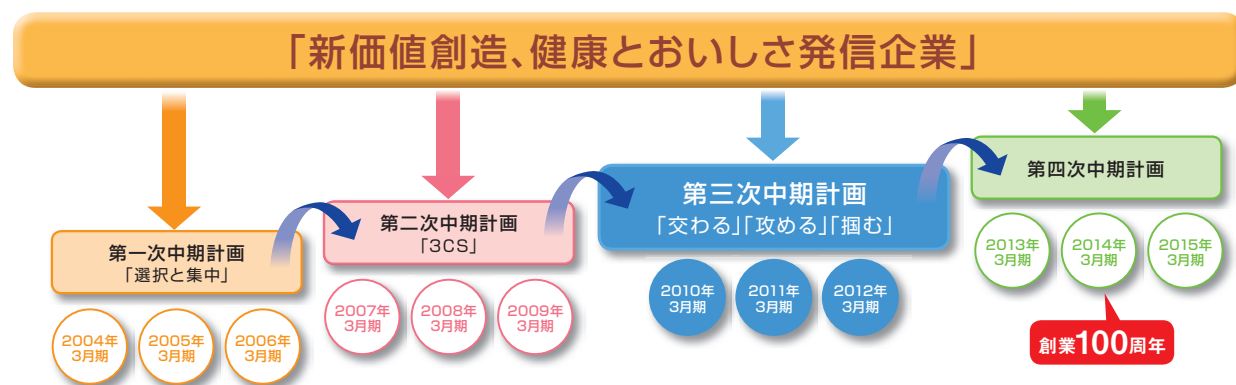 「新価値創造、健康とおいしさ発信企業」
第一次中期計画
「選択と集中」
2004年
3月期
2005年
3月期
2006年
3月期
第二次中期計画
「3CS」
2007年
3月期
2008年
3月期
2009年
3月期
第三次中期計画
「交わる」「攻める」「掴む」
2010年
3月期
2011年
3月期
2012年
3月期
第四次中期計画
2013年
3月期
2014年
3月期
2015年
3月期
創業100周年